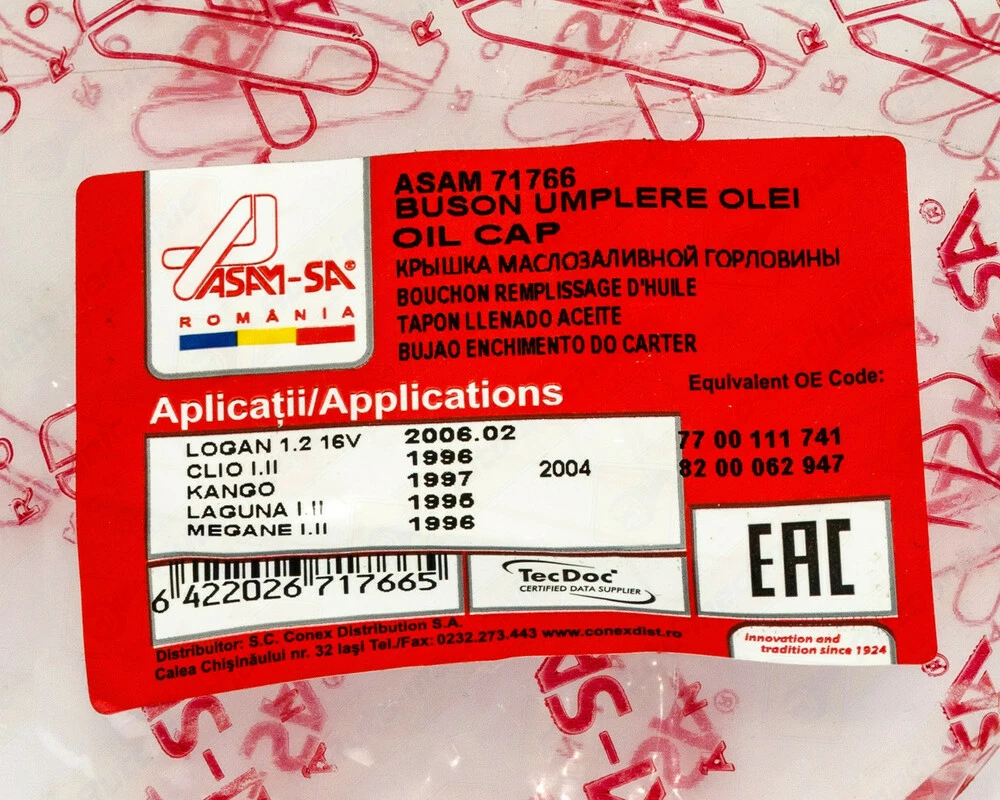 ASAM-SA®
ROMÂNIA
ASAM 71766
BUSON UMPLERE OLEI
OIL CAP
КРЫШКА МАСЛОЗАЛИВНОЙ ГОРЛОВИНЫ
BOUCHON REMPLISSAGE D'HUILE
TAPON LLENADO ACEITE
BUJAO ENCHIMENTO DO CARTER
Aplicații/Applications
Equivalent OE Code:
LOGAN 1.2 16V 2006.02
CLIO I.II 1996 2004
KANGO 1997
LAGUNA I.II 1995
MEGANE I.II 1996
77 00 111 741
82 00 062 947
EAC
6 422026 717665
TecDoc
CERTIFIED DATA SUPPLIER
Distribuitor: S.C. Conex Distribution S.A.
Calea Chișinăului nr. 32 Iași Tel./Fax: 0232.273.443 www.conexdist.ro
Innovation and
tradition since 1924